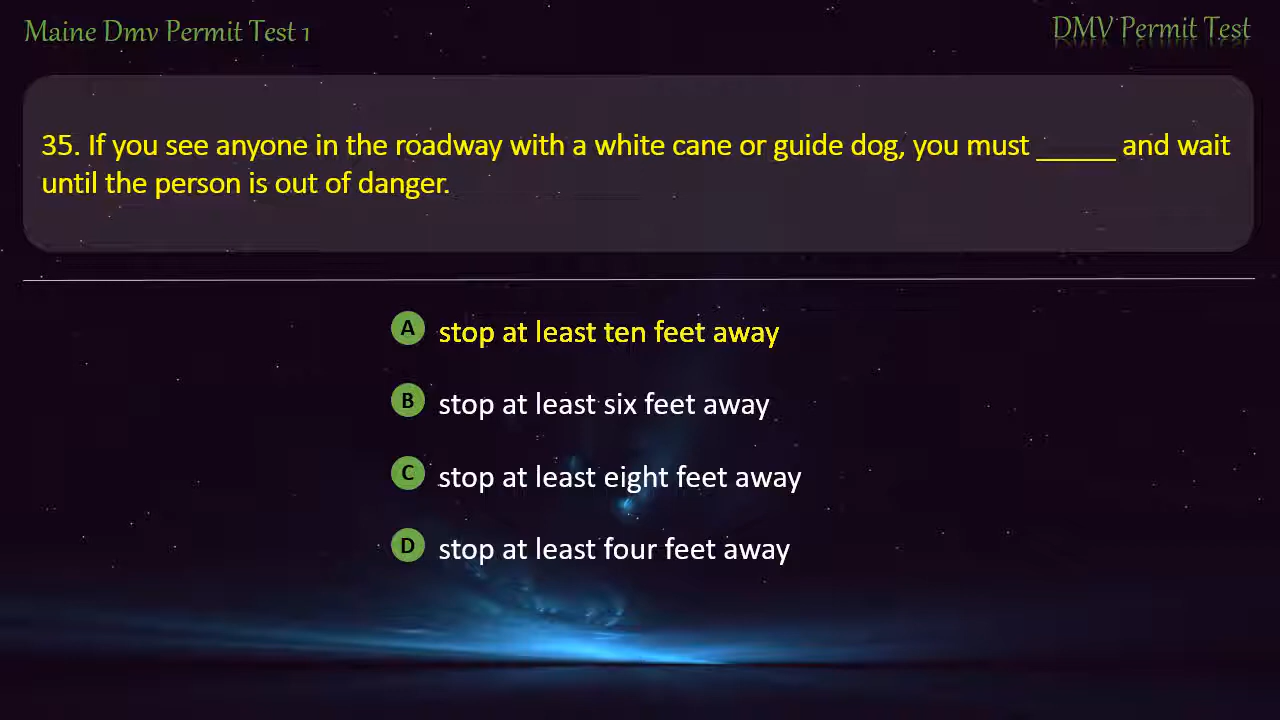 Maine Dmv Permit Test 1
DMV Permit Test
35. If you see anyone in the roadway with a white cane or guide dog, you must _____ and wait
until the person is out of danger.
A stop at least ten feet away
B stop at least six feet away
C stop at least eight feet away
D stop at least four feet away